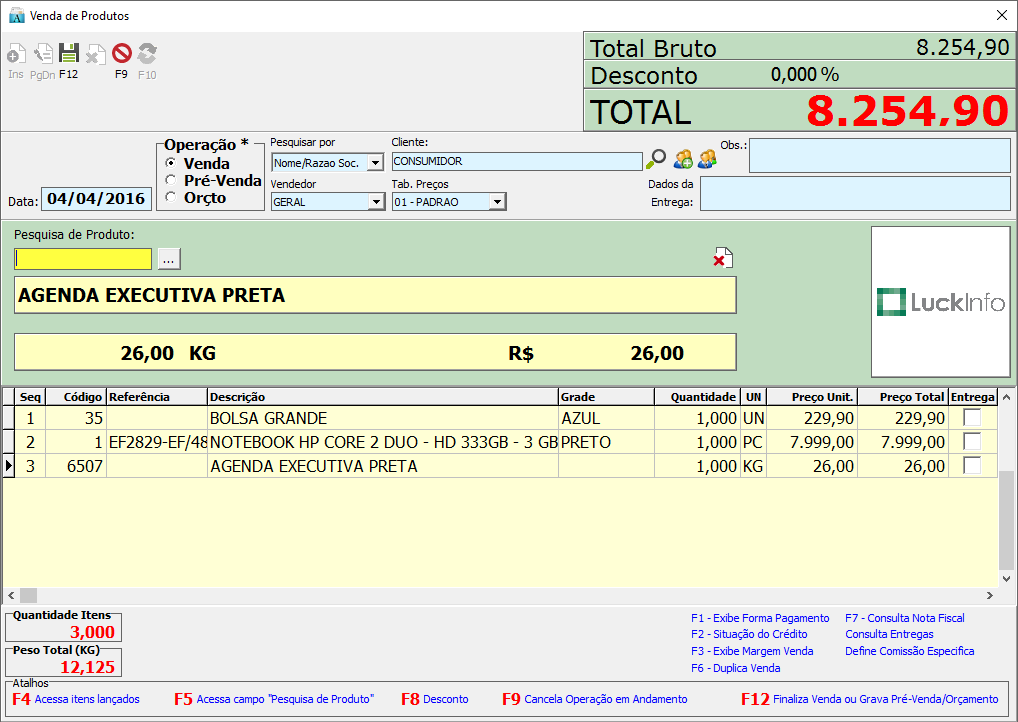 Venda de Produtos
Ins PgDn F12 F9 F10
Total Bruto 8.254,90
Desconto 0,000 %
TOTAL 8.254,90
Data: 04/04/2016
Operação *
Venda
Pré-Venda
Orçto
Pesquisar por
Nome/Razao Soc.
Cliente:
CONSUMIDOR
Obs.:
Vendedor
GERAL
Tab. Preços
01 - PADRAO
Dados da
Entrega:
Pesquisa de Produto:
...
AGENDA EXECUTIVA PRETA
26,00 KG R$ 26,00
LuckInfo
Seq Código Referência Descrição Grade Quantidade UN Preço Unit. Preço Total Entrega
1 35 BOLSA GRANDE AZUL 1,000 UN 229,90 229,90
2 1 EF2829-EF/48 NOTEBOOK HP CORE 2 DUO - HD 333GB - 3 GB PRETO 1,000 PC 7.999,00 7.999,00
3 6507 AGENDA EXECUTIVA PRETA 1,000 KG 26,00 26,00
Quantidade Itens
3,000
Peso Total (KG)
12,125
F1 - Exibe Forma Pagamento F7 - Consulta Nota Fiscal
F2 - Situação do Crédito Consulta Entregas
F3 - Exibe Margem Venda Define Comissão Especifica
F6 - Duplica Venda
Atalhos
F4 Acessa itens lançados F5 Acessa campo "Pesquisa de Produto" F8 Desconto F9 Cancela Operação em Andamento F12 Finaliza Venda ou Grava Pré-Venda/Orçamento